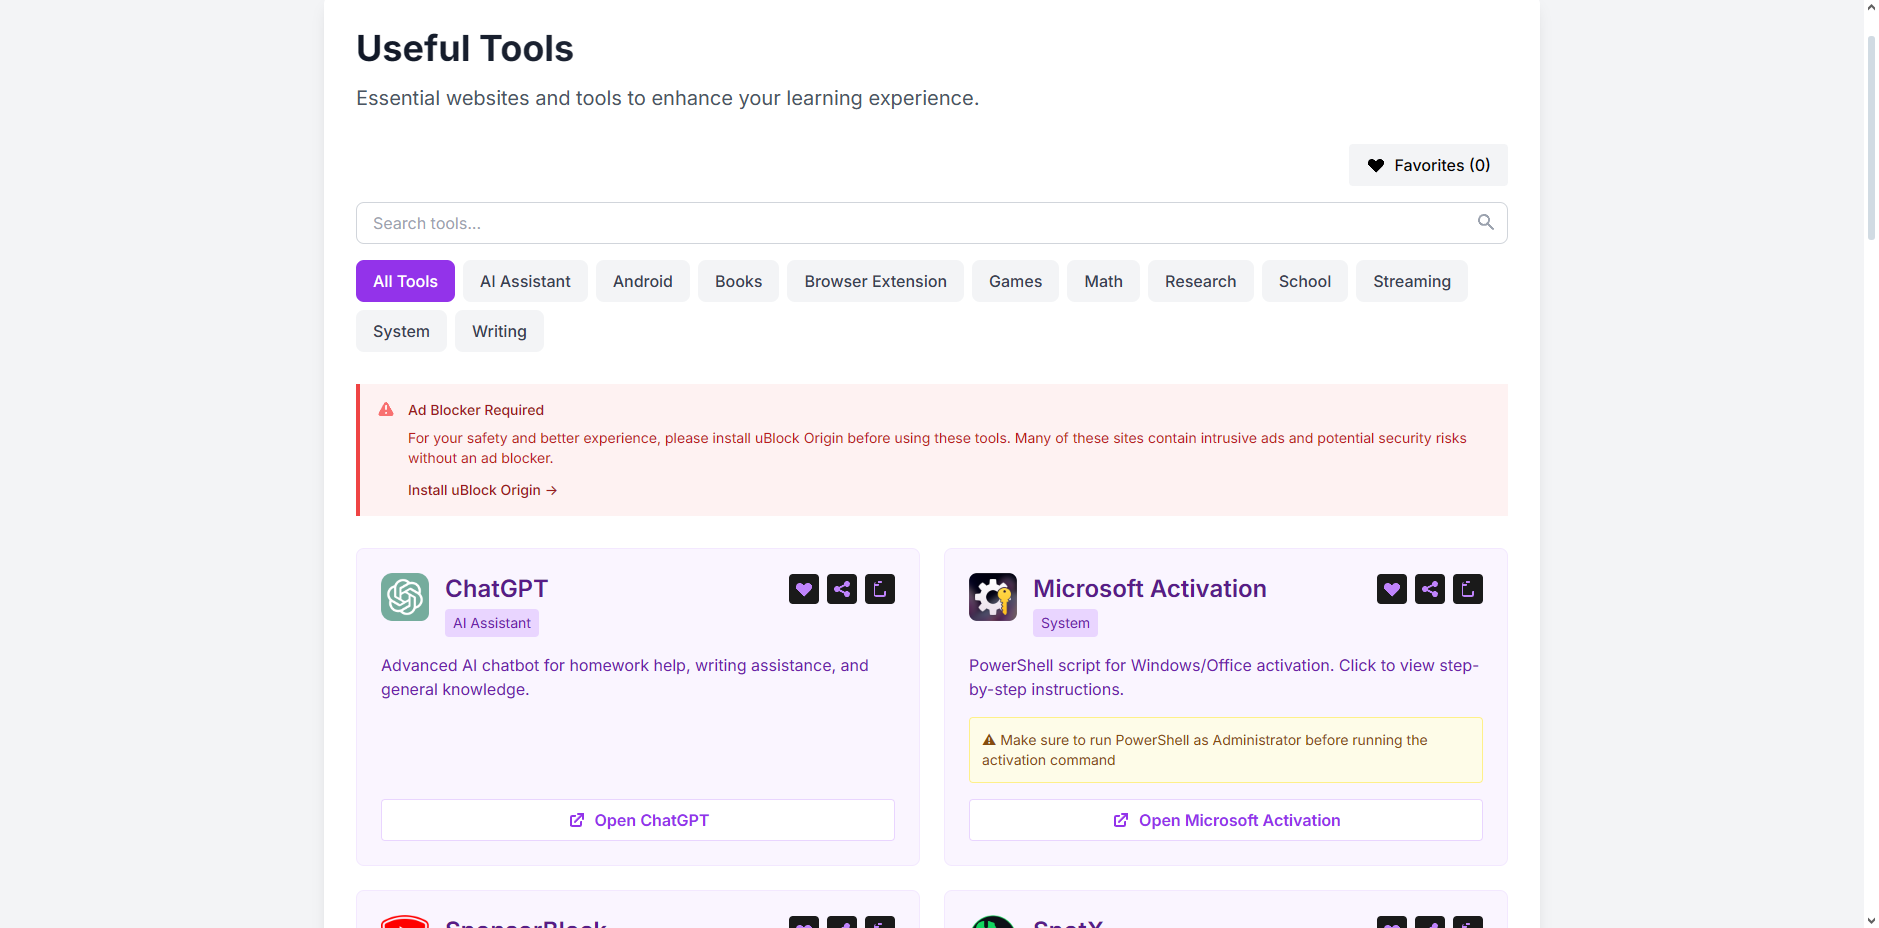 Useful Tools
Essential websites and tools to enhance your learning experience.
Favorites (0)
Search tools...
All Tools
AI Assistant
Android
Books
Browser Extension
Games
Math
Research
School
Streaming
System
Writing
Ad Blocker Required
For your safety and better experience, please install uBlock Origin before using these tools. Many of these sites contain intrusive ads and potential security risks
without an ad blocker.
Install uBlock Origin →
ChatGPT
AI Assistant
Advanced AI chatbot for homework help, writing assistance, and
general knowledge.
Open ChatGPT
Microsoft Activation
System
PowerShell script for Windows/Office activation. Click to view step-
by-step instructions.
⚠ Make sure to run PowerShell as Administrator before running the
activation command
Open Microsoft Activation
SponsorBlock
SpotX